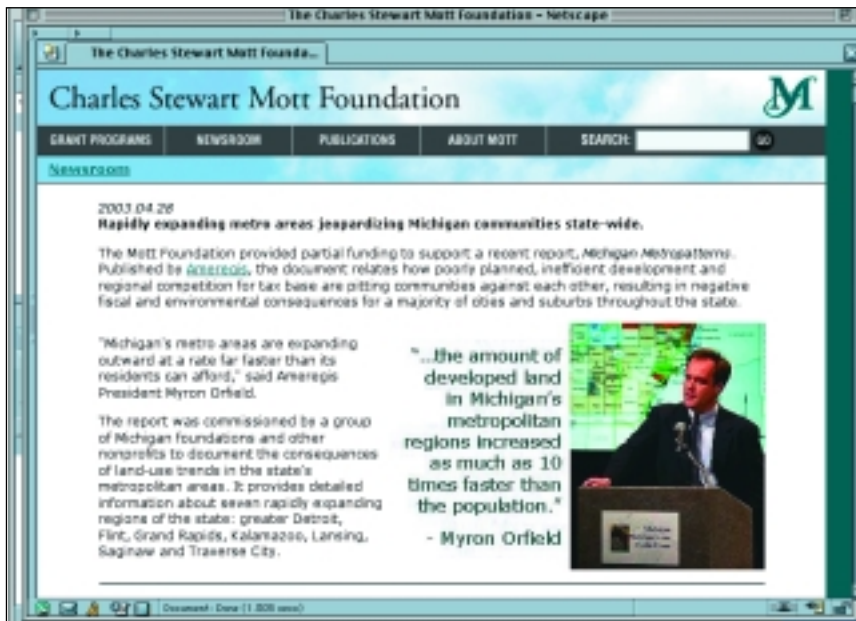 The Charles Stewart Mott Foundation - Netscape
The Charles Stewart Mott Founda...
Charles Stewart Mott Foundation
M
GRANT PROGRAMS NEWSROOM PUBLICATIONS ABOUT MOTT SEARCH: GO
Newsroom
2003.04.28
Rapidly expanding metro areas jeopardizing Michigan communities state-wide.
The Mott Foundation provided partial funding to support a recent report, Michigan Metropatterns.
Published by Ameregis, the document relates how poorly planned, inefficient development and
regional competition for tax base are pitting communities against each other, resulting in negative
fiscal and environmental consequences for a majority of cities and suburbs throughout the state.
"Michigan's metro areas are expanding
outward at a rate far faster than its
residents can afford," said Ameregis
President Myron Orfield.
The report was commissioned by a group
of Michigan foundations and other
nonprofits to document the consequences
of land-use trends in the state's
metropolitan areas. It provides detailed
information about seven rapidly expanding
regions of the state: greater Detroit,
Flint, Grand Rapids, Kalamazoo, Lansing,
Saginaw and Traverse City.
"...the amount of
developed land
in Michigan's
metropolitan
regions increased
as much as 10
times faster than
the population."
- Myron Orfield
Michigan
Document: Done (1.808 secs)